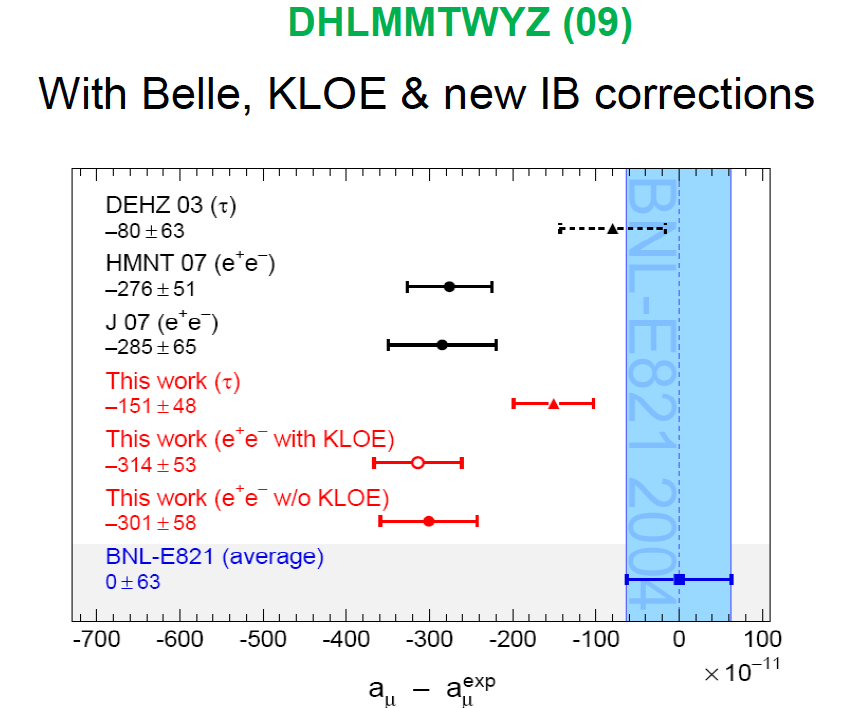 DHLMMTWYZ (09)
With Belle, KLOE & new IB corrections
DEHZ 03 (τ)
–80 ± 63
HMNT 07 (e⁺e⁻)
–276 ± 51
J 07 (e⁺e⁻)
–285 ± 65
This work (τ)
–151 ± 48
This work (e⁺e⁻ with KLOE)
–314 ± 53
This work (e⁺e⁻ w/o KLOE)
–301 ± 58
BNL-E821 (average)
0 ± 63
BNL-E821 2004
-700 -600 -500 -400 -300 -200 -100 0 100
× 10⁻¹¹
a_μ – a_μ^exp